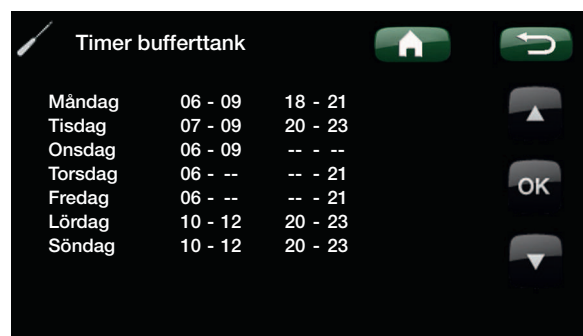 Timer bufferttank
Måndag 06 - 09 18 - 21
Tisdag 07 - 09 20 - 23
Onsdag 06 - 09 -- - --
Torsdag 06 - -- -- - 21
Fredag 06 - -- -- - 21
Lördag 10 - 12 20 - 23
Söndag 10 - 12 20 - 23
OK